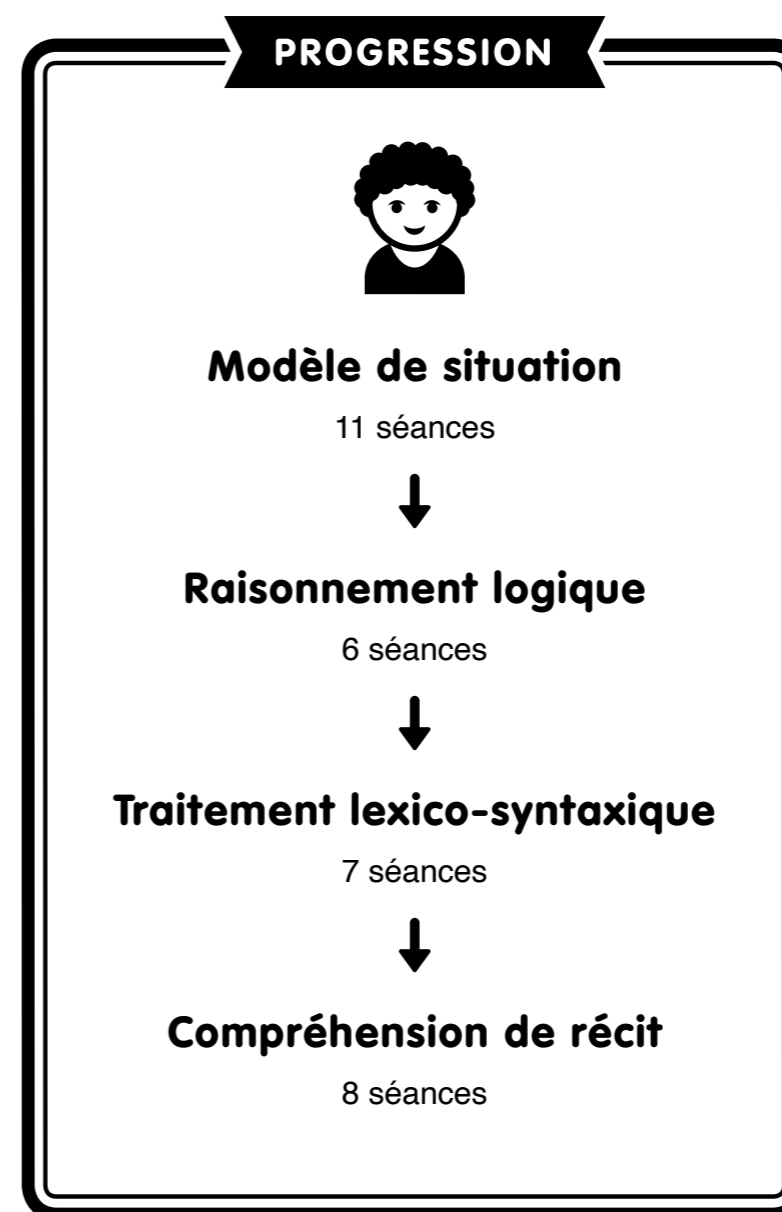 PROGRESSION
Modèle de situation
11 séances
Raisonnement logique
6 séances
Traitement lexico-syntaxique
7 séances
Compréhension de récit
8 séances